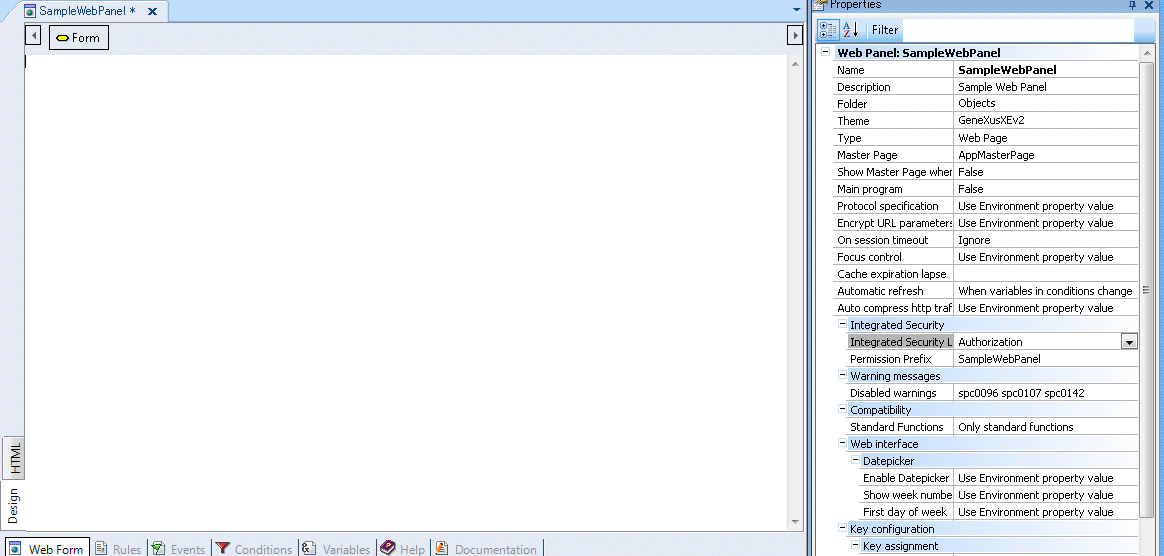 SampleWebPanel *
Form
HTML
Design
Web Form
Rules
Events
Conditions
Variables
Help
Documentation
Properties
Filter
Web Panel: SampleWebPanel
Name SampleWebPanel
Description Sample Web Panel
Folder Objects
Theme GeneXusXEv2
Type Web Page
Master Page AppMasterPage
Show Master Page wher False
Main program False
Protocol specification Use Environment property value
Encrypt URL parameters Use Environment property value
On session timeout Ignore
Focus control Use Environment property value
Cache expiration lapse
Automatic refresh When variables in conditions change
Auto compress http traf Use Environment property value
Integrated Security
Integrated Security L Authorization
Permission Prefix SampleWebPanel
Warning messages
Disabled warnings spc0096 spc0107 spc0142
Compatibility
Standard Functions Only standard functions
Web interface
Datepicker
Enable Datepicker Use Environment property value
Show week numbe Use Environment property value
First day of week Use Environment property value
Key configuration
Key assignment